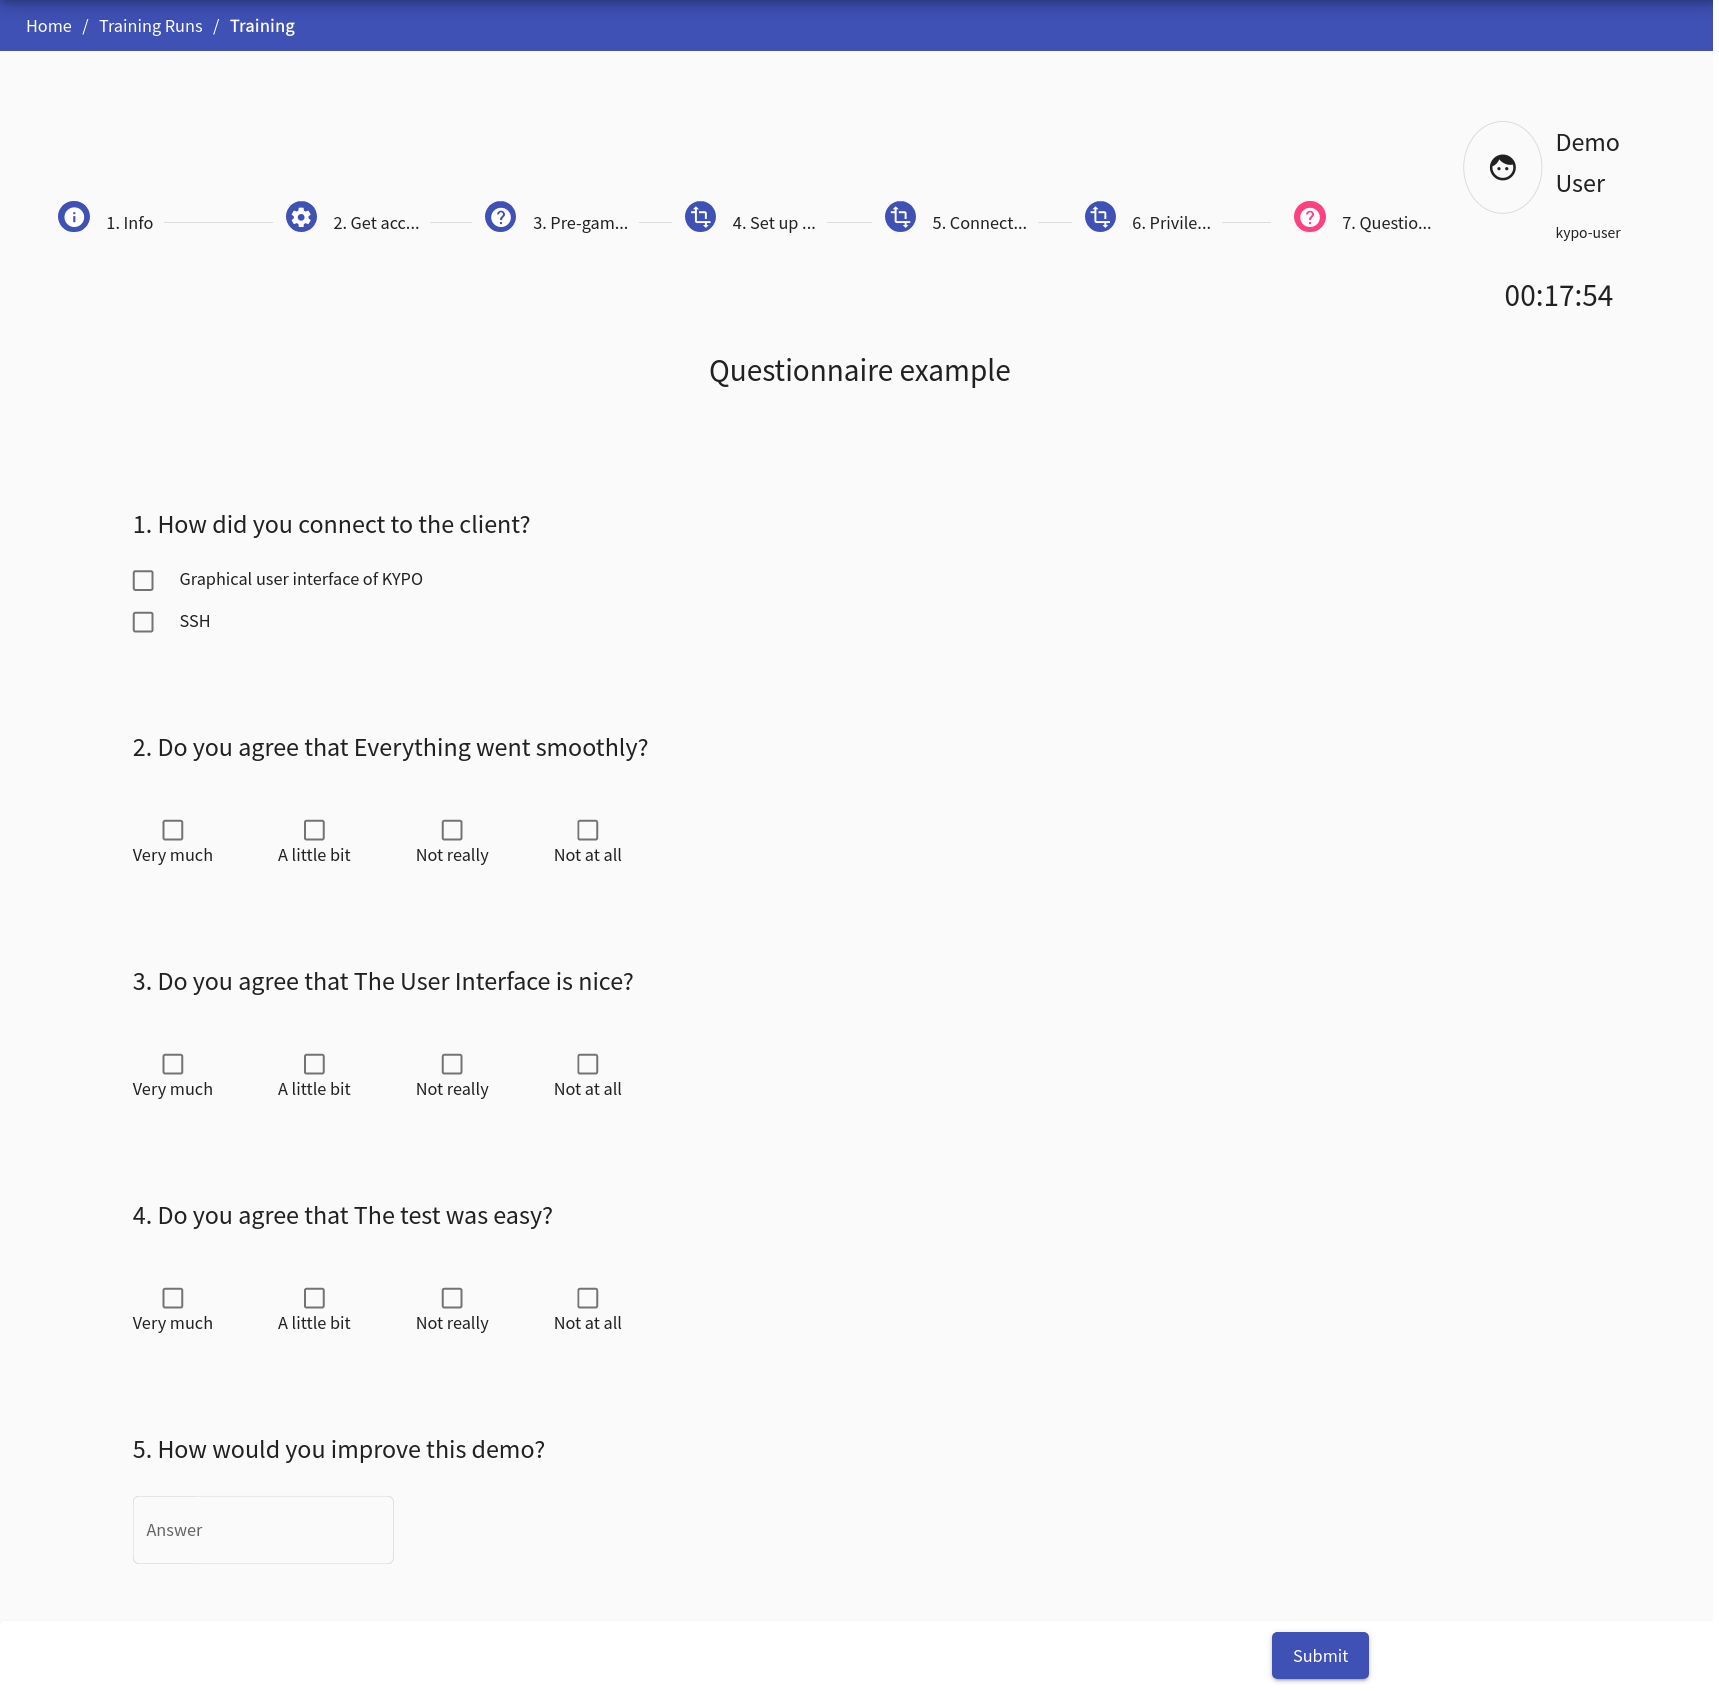 Home / Training Runs / Training
Demo
User
kypo-user
1. Info
2. Get acc...
3. Pre-gam...
4. Set up ...
5. Connect...
6. Privile...
7. Questio...
00:17:54
Questionnaire example
1. How did you connect to the client?
Graphical user interface of KYPO
SSH
2. Do you agree that Everything went smoothly?
Very much A little bit Not really Not at all
3. Do you agree that The User Interface is nice?
Very much A little bit Not really Not at all
4. Do you agree that The test was easy?
Very much A little bit Not really Not at all
5. How would you improve this demo?
Answer
Submit